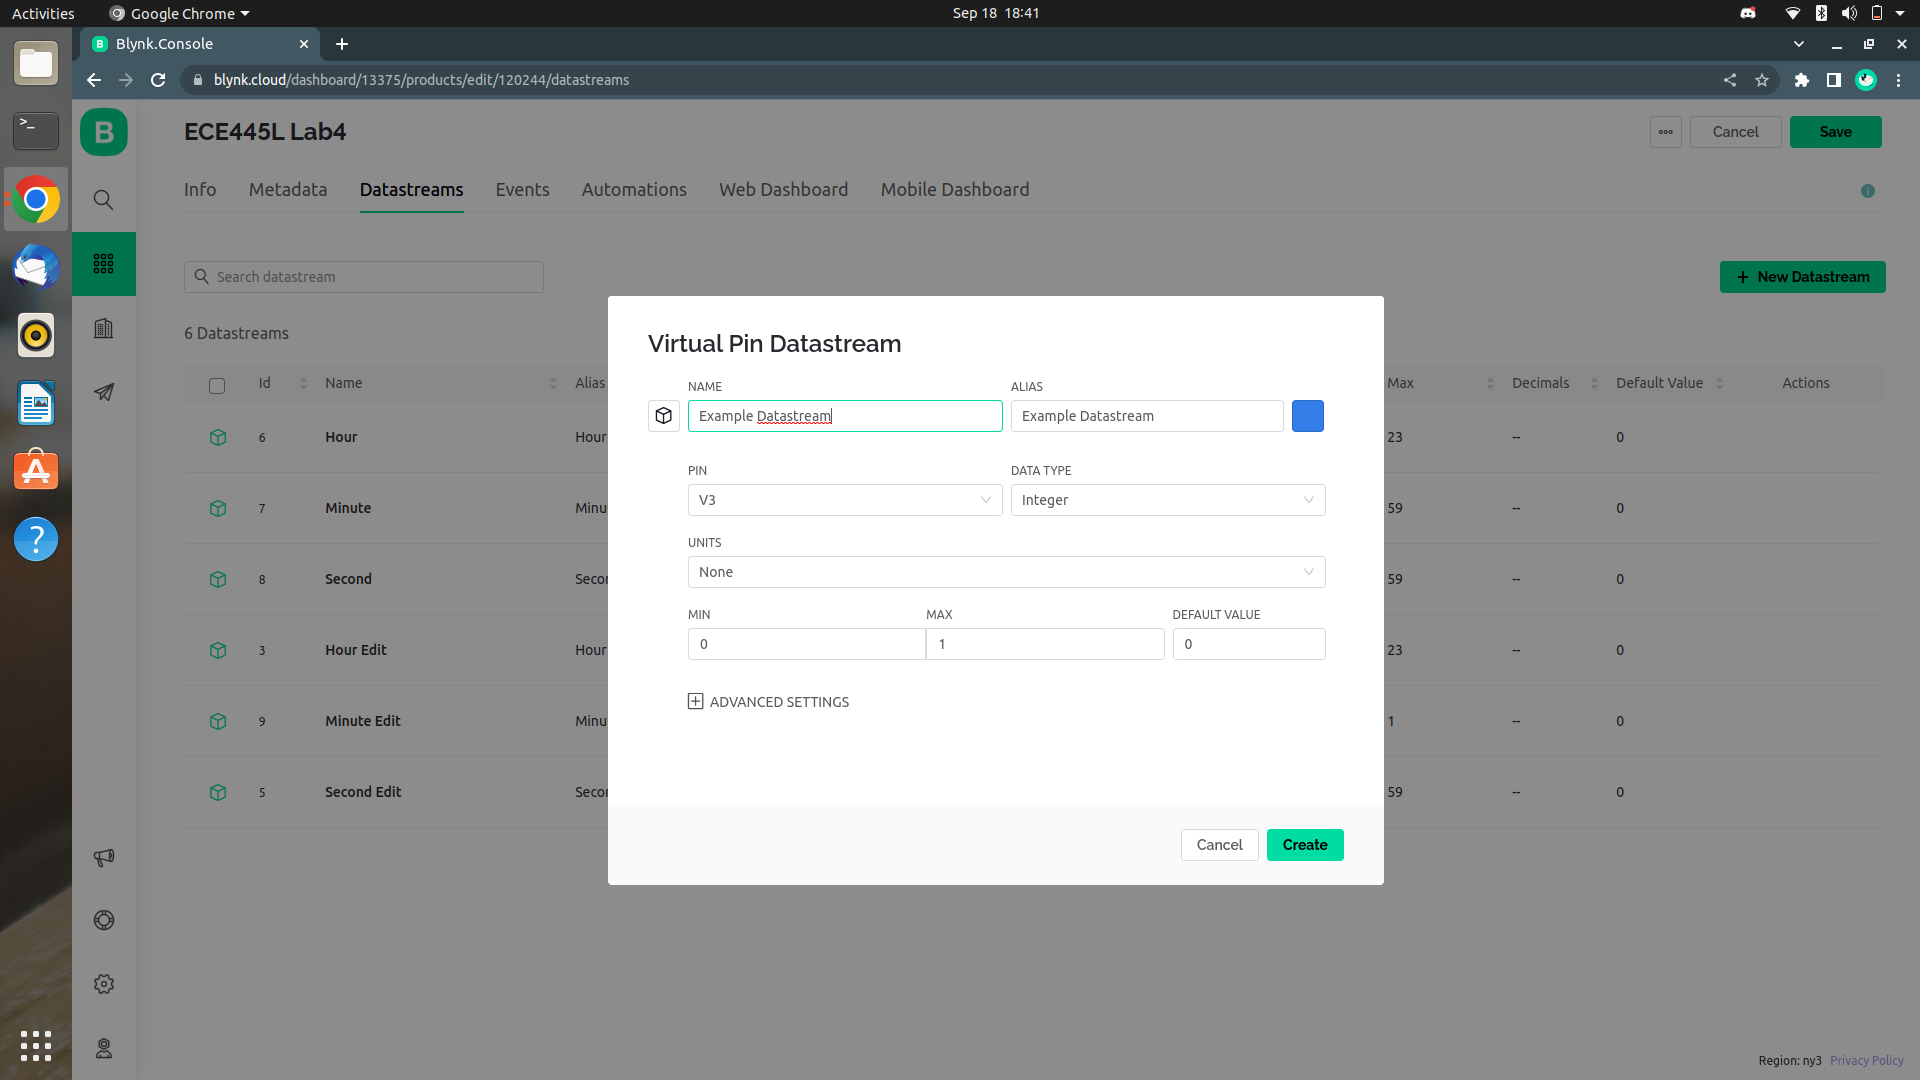 Activities Google Chrome Sep 18 18:41
B Blynk.Console
blynk.cloud/dashboard/13375/products/edit/120244/datastreams
>_
B
ECE445L Lab4
Cancel Save
Info Metadata Datastreams Events Automations Web Dashboard Mobile Dashboard
Search datastream
+ New Datastream
6 Datastreams
Id Name Alias Max Decimals Default Value Actions
6 Hour Hour 23 -- 0
7 Minute Minu 59 -- 0
8 Second Secor 59 -- 0
3 Hour Edit Hour 23 -- 0
9 Minute Edit Minu 1 -- 0
5 Second Edit Secor 59 -- 0
Virtual Pin Datastream
NAME ALIAS
Example Datastream Example Datastream
PIN DATA TYPE
V3 Integer
UNITS
None
MIN MAX DEFAULT VALUE
0 1 0
ADVANCED SETTINGS
Cancel Create
Region: ny3 Privacy Policy